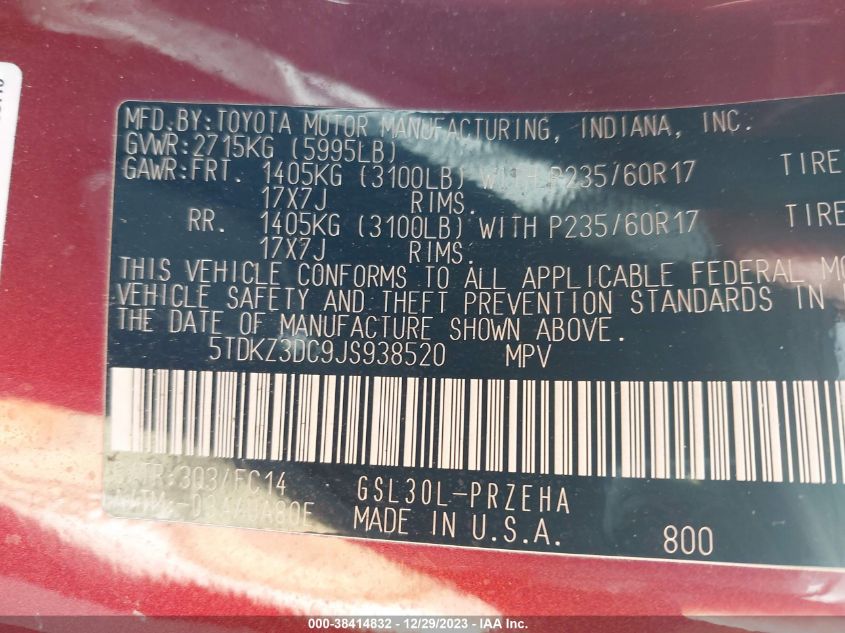 MFD.BY:TOYOTA MOTOR MANUFACTURING, INDIANA, INC.
GVWR:2715KG (5995LB)
GAWR:FRT. 1405KG (3100LB) WITH P235/60R17 TIRE
17X7J RIMS.
RR. 1405KG (3100LB) WITH P235/60R17 TIRE
17X7J RIMS.
THIS VEHICLE CONFORMS TO ALL APPLICABLE FEDERAL MO
VEHICLE SAFETY AND THEFT PREVENTION STANDARDS IN
THE DATE OF MANUFACTURE SHOWN ABOVE.
5TDKZ3DC9JS938520 MPV
/TR:3Q3/FC14 GSL30L-PRZEHA
MADE IN U.S.A. 800
000-38414832 - 12/29/2023 - IAA Inc.